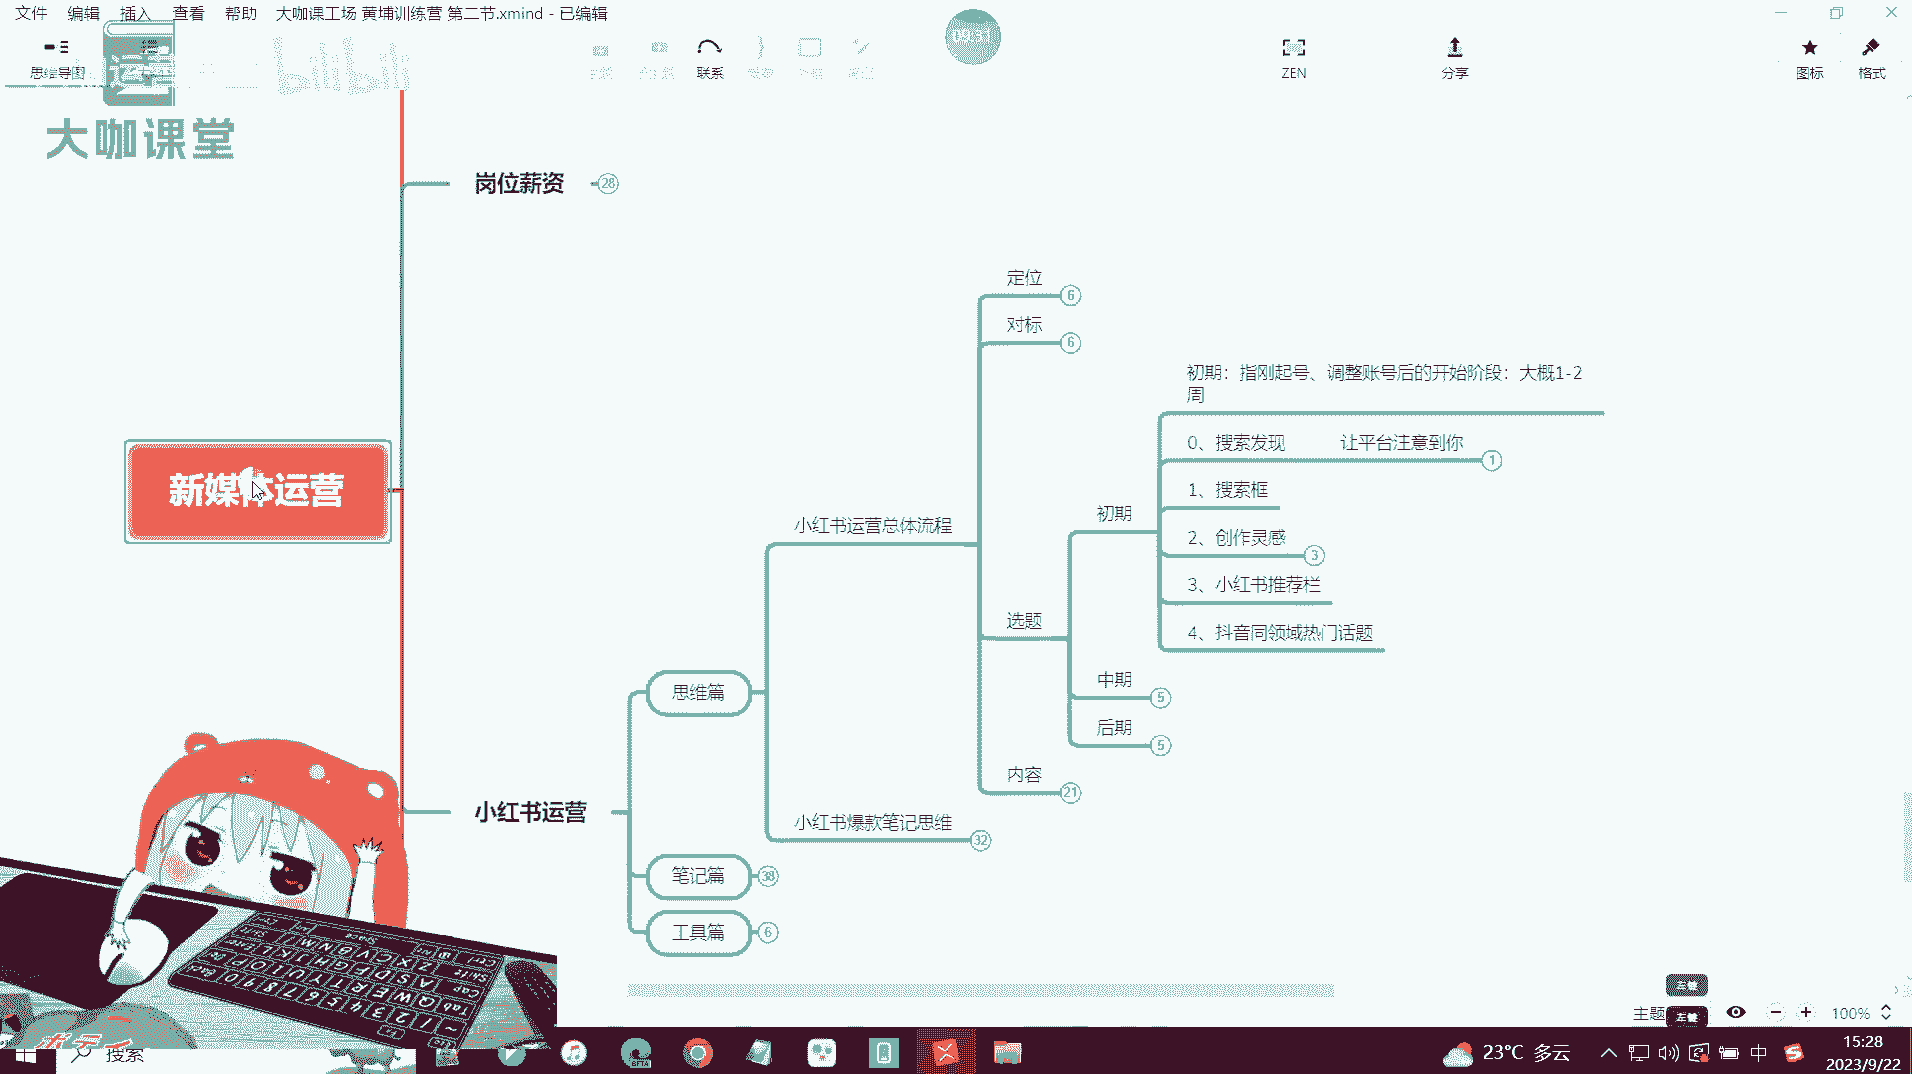 文件 编辑 插入 查看 帮助 大咖课工场 黄埔训练营 第二节.xmind - 已编辑
思维导图
运营
bilibili
联系
ZEN
分享
图标
格式
大咖课堂
岗位薪资
28
定位
6
对标
6
初期：指刚起号、调整账号后的开始阶段：大概1-2
周
0、搜索发现 让平台注意到你
1
1、搜索框
新媒体运营
初期
小红书运营总体流程
2、创作灵感
3
3、小红书推荐栏
选题
4、抖音同领域热门话题
中期
5
思维篇
后期
5
内容
21
小红书运营
小红书爆款笔记思维
32
笔记篇
38
工具篇
6
左键
主题
左键
100%
搜索
BETA
23°C 多云
中
15:28
2023/9/22